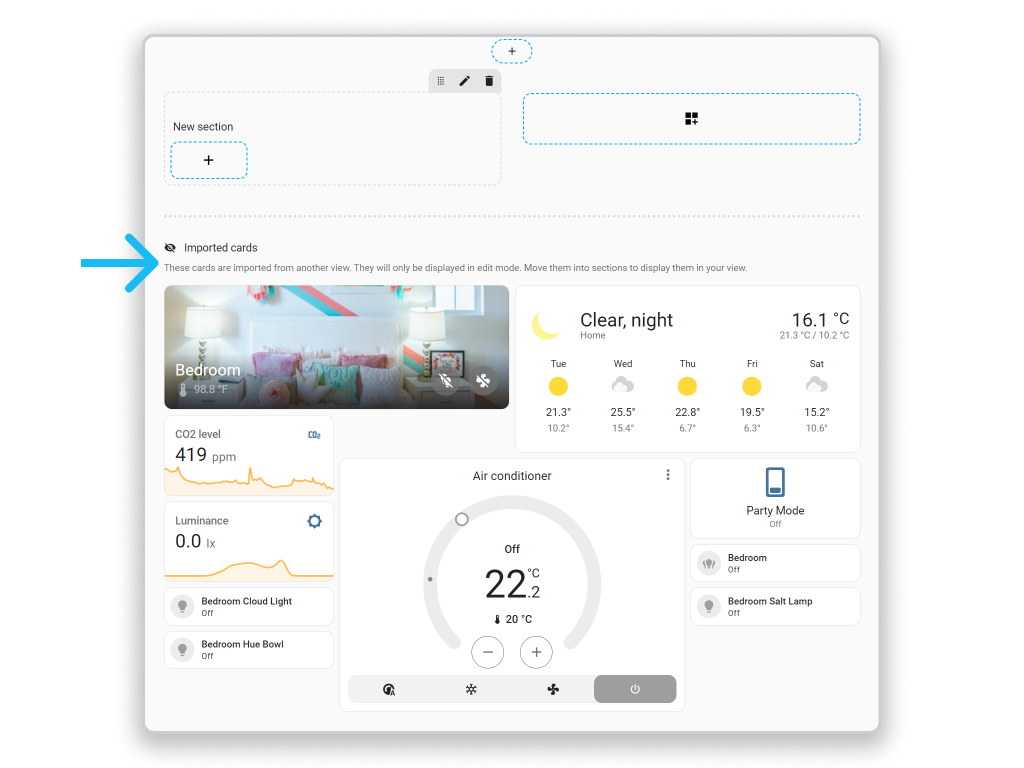 New section
Imported cards
These cards are imported from another view. They will only be displayed in edit mode. Move them into sections to display them in your view.
Bedroom
98.8 °F
Clear, night
Home
16.1 °C
21.3 °C / 10.2 °C
Tue Wed Thu Fri Sat
21.3° 25.5° 22.8° 19.5° 15.2°
10.2° 15.4° 6.7° 6.3° 10.6°
CO2 level
CO₂
419 ppm
Luminance
0.0 lx
Bedroom Cloud Light
Off
Bedroom Hue Bowl
Off
Air conditioner
Off
22.2 °C
20 °C
A
Party Mode
Off
Bedroom
Off
Bedroom Salt Lamp
Off